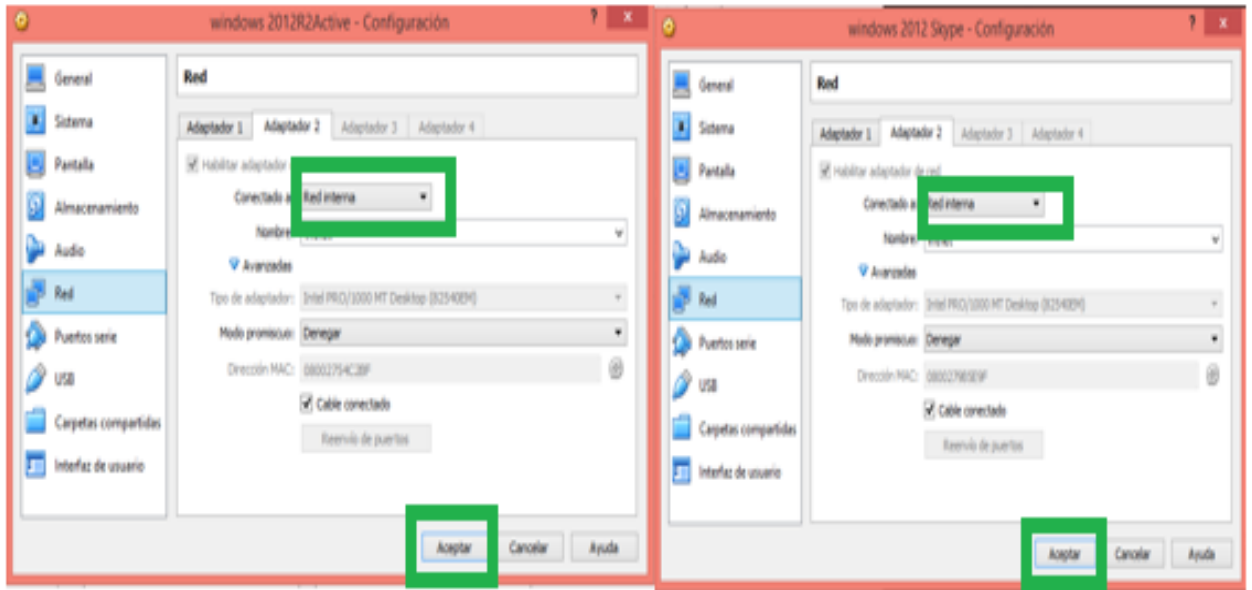 windows 2012R2Active - Configuración
? x
General
Sistema
Pantalla
Almacenamiento
Audio
Red
Puertos serie
USB
Carpetas compartidas
Interfaz de usuario
Red
Adaptador 1 Adaptador 2 Adaptador 3 Adaptador 4
Habilitar adaptador
Conectado a Red interna
Nombre:
Avanzadas
Tipo de adaptador: Intel PRO/1000 MT Desktop (82540EM)
Modo promiscuo: Denegar
Dirección MAC:
Cable conectado
Reenvío de puertos
Aceptar Cancelar Ayuda
windows 2012 Skype - Configuración
? x
General
Sistema
Pantalla
Almacenamiento
Audio
Red
Puertos serie
USB
Carpetas compartidas
Interfaz de usuario
Red
Adaptador 1 Adaptador 2 Adaptador 3 Adaptador 4
Habilitar adaptador de red
Conectado a Red interna
Nombre:
Avanzadas
Tipo de adaptador: Intel PRO/1000 MT Desktop (82540EM)
Modo promiscuo: Denegar
Dirección MAC:
Cable conectado
Reenvío de puertos
Aceptar Cancelar Ayuda